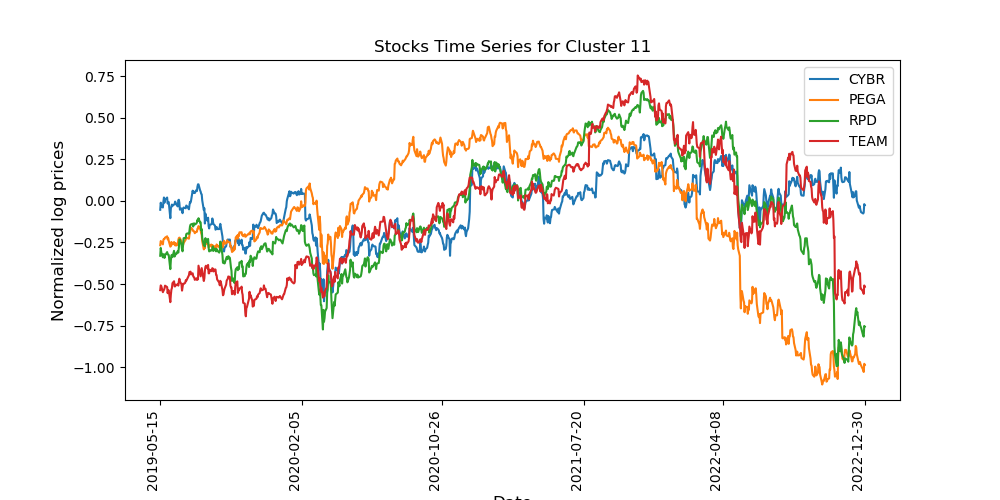 Stocks Time Series for Cluster 11
Normalized log prices
0.75
0.50
0.25
0.00
−0.25
−0.50
−0.75
−1.00
CYBR
PEGA
RPD
TEAM
2019-05-15
2020-02-05
2020-10-26
2021-07-20
2022-04-08
2022-12-30
Date